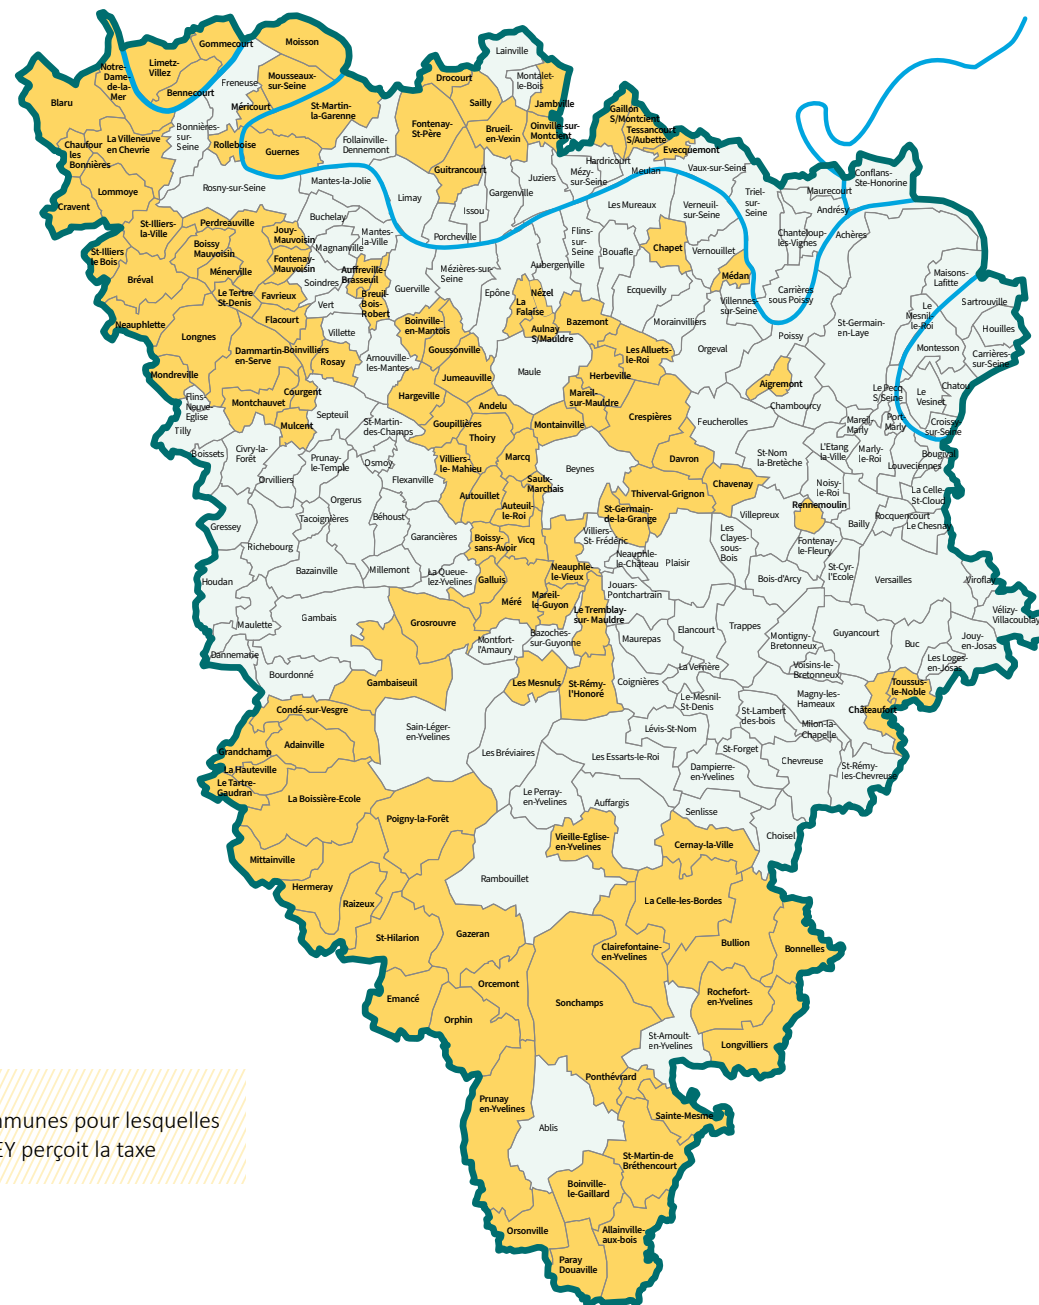 Lainville
Gommecourt
Moisson
Limetz-
Villez
Notre-
Dame-
de-la-
Mer
Bennecourt
Freneuse
Mousseaux-
sur-Seine
Drocourt
Montalet-
le-Bois
Blaru
Méricourt
St-Martin-
la-Garenne
Sailly
Jambville
Gaillon
S/Montcient
Fontenay-
St-Père
Brueil-
en-Vexin
Oinville-sur-
Montcient
Tessancourt
S/Aubette
Evecquemont
Chaufour
les
Bonnières
La Villeneuve
en Chevrie
Bonnières-
sur-
Seine
Rolleboise
Guernes
Follainville-
Dennemont
Guitrancourt
Hardricourt
Mézy-
sur-Seine
Meulan
Vaux-sur-Seine
Juziers
Conflans-
Ste-Honorine
Lommoye
Rosny-sur-Seine
Mantes-la-Jolie
Limay
Gargenville
Issou
Les Mureaux
Verneuil-
sur-Seine
Triel-
sur-
Seine
Maurecourt
Andrésy
Cravent
St-Illiers-
la-Ville
Perdreauville
Buchelay
Mantes-
la-Ville
Porcheville
Flins-
sur-
Seine
Bouafle
Chapet
Vernouillet
Chanteloup-
les-Vignes
Achères
St-Illiers
le Bois
Boissy
Mauvoisin
Jouy-
Mauvoisin
Magnanville
Fontenay-
Mauvoisin
Auffreville-
Brasseuil
Mézières-sur-
Seine
Aubergenville
Médan
Maisons-
Lafitte
Bréval
Ménerville
Soindres
Guerville
Epône
Nézel
Ecquevilly
Carrières
sous Poissy
Le Tertre
St-Denis
Favrieux
Vert
Breuil-
Bois-
Robert
La
Falaise
Villennes-
sur-Seine
Sartrouville
Le
Mesnil-
le-Roi
Neauphlette
Flacourt
Villette
Boinville-
en-Mantois
Aulnay
S/Mauldre
Bazemont
Morainvilliers
Poissy
St-Germain-
en-Laye
Houilles
Longnes
Dammartin-
en-Serve
Boinvilliers
Rosay
Arnouville-
les-Mantes
Goussonville
Les Alluets-
le-Roi
Orgeval
Montesson
Carrières-
sur-Seine
Mondreville
Courgent
Jumeauville
Maule
Herbeville
Aigremont
Le Pecq
S/Seine
Le
Vesinet
Chatou
Flins-
Neuve-
Eglise
Montchauvet
Hargeville
Andelu
Mareil-
sur-Mauldre
Chambourcy
Tilly
Mulcent
Septeuil
St-Martin-
des-Champs
Goupillières
Montainville
Crespières
Feucherolles
Mareil-
Marly
Port-
Marly
Croissy-
sur-Seine
Boissets
Civry-la-
Forêt
Thoiry
Prunay-
le-Temple
Osmoy
Villiers-
le- Mahieu
Marcq
Beynes
Davron
St-Nom
la-Bretèche
L'Etang
la-Ville
Marly-
le-Roi
Bougival
Louveciennes
Orvilliers
Flexanville
Saulx-
Marchais
Chavenay
Noisy-
le-Roi
La Celle-
St-Cloud
Orgerus
Autouillet
Auteuil-
le-Roi
Thiverval-Grignon
St-Germain-
de-la-Grange
Rennemoulin
Rocquencourt
Le Chesnay
Gressey
Tacoignières
Béhoust
Garancières
Villiers-
St- Frédéric
Les
Clayes-
sous-
Bois
Villepreux
Bailly
Richebourg
Boissy-
sans-Avoir
Vicq
Neauphle-
le-Château
Plaisir
Fontenay-
le-Fleury
Houdan
Bazainville
Millemont
La Queue-
lez-Yvelines
Galluis
Neauphle-
le-Vieux
Jouars-
Pontchartrain
Bois-d'Arcy
St-Cyr-
l'Ecole
Versailles
Viroflay
Vélizy-
Villacoublay
Maulette
Gambais
Grosrouvre
Méré
Mareil-
le-Guyon
Le Tremblay-
sur- Mauldre
Elancourt
Trappes
Guyancourt
Buc
Jouy-
en-Josas
Dannemarie
Montfort-
l'Amaury
Bazoches-
sur-Guyonne
Maurepas
Montigny-
Bretonneux
Les Loges-
en-Josas
Bourdonné
Gambaiseuil
Les Mesnuls
St-Rémy-
l'Honoré
Coignières
La Verrière
Voisins-le-
Bretonneux
Toussus-
le-Noble
Condé-sur-Vesgre
Le-Mesnil-
St-Denis
St-Lambert
des-bois
Magny-les-
Hameaux
Châteaufort
Adainville
Sain-Léger-
en-Yvelines
Lévis-St-Nom
Milon-la-
Chapelle
Grandchamp
Les Bréviaires
Les Essarts-le-Roi
St-Forget
Chevreuse
St-Rémy-
les-Chevreuse
La Hauteville
Dampierre-
en-Yvelines
Le Tartre-
Gaudran
La Boissière-Ecole
Le Perray-
en-Yvelines
Auffargis
Senlisse
Poigny-la-Forêt
Vieille-Eglise-
en-Yvelines
Cernay-la-Ville
Choisel
Mittainville
Hermeray
Rambouillet
Raizeux
La Celle-les-Bordes
St-Hilarion
Gazeran
Clairefontaine-
en-Yvelines
Bullion
Bonnelles
Emancé
Orcemont
Sonchamps
Rochefort-
en-Yvelines
Orphin
St-Arnoult-
en-Yvelines
Longvilliers
Prunay
en-Yvelines
Ponthévrard
Sainte-Mesme
Ablis
St-Martin-de
Bréthencourt
Boinville-
le-Gaillard
Orsonville
Allainville-
aux-bois
Paray
Douaville
munes pour lesquelles
EY perçoit la taxe